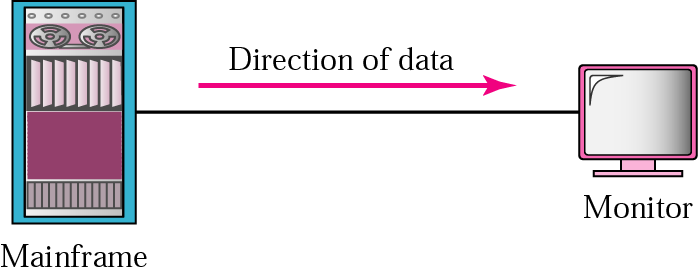 Direction of data
Monitor
Mainframe